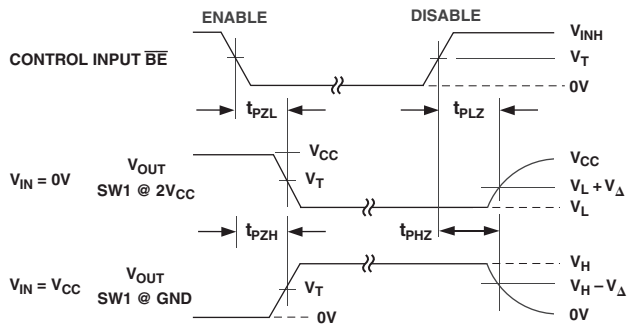 ENABLE DISABLE
V_INH
CONTROL INPUT B̅E̅ V_T
0V
t_PZL t_PLZ
V_CC V_CC
V_IN = 0V V_OUT V_T V_L + V_Δ
SW1 @ 2V_CC V_L
t_PZH t_PHZ
V_H
V_IN = V_CC V_OUT V_T V_H – V_Δ
SW1 @ GND 0V 0V